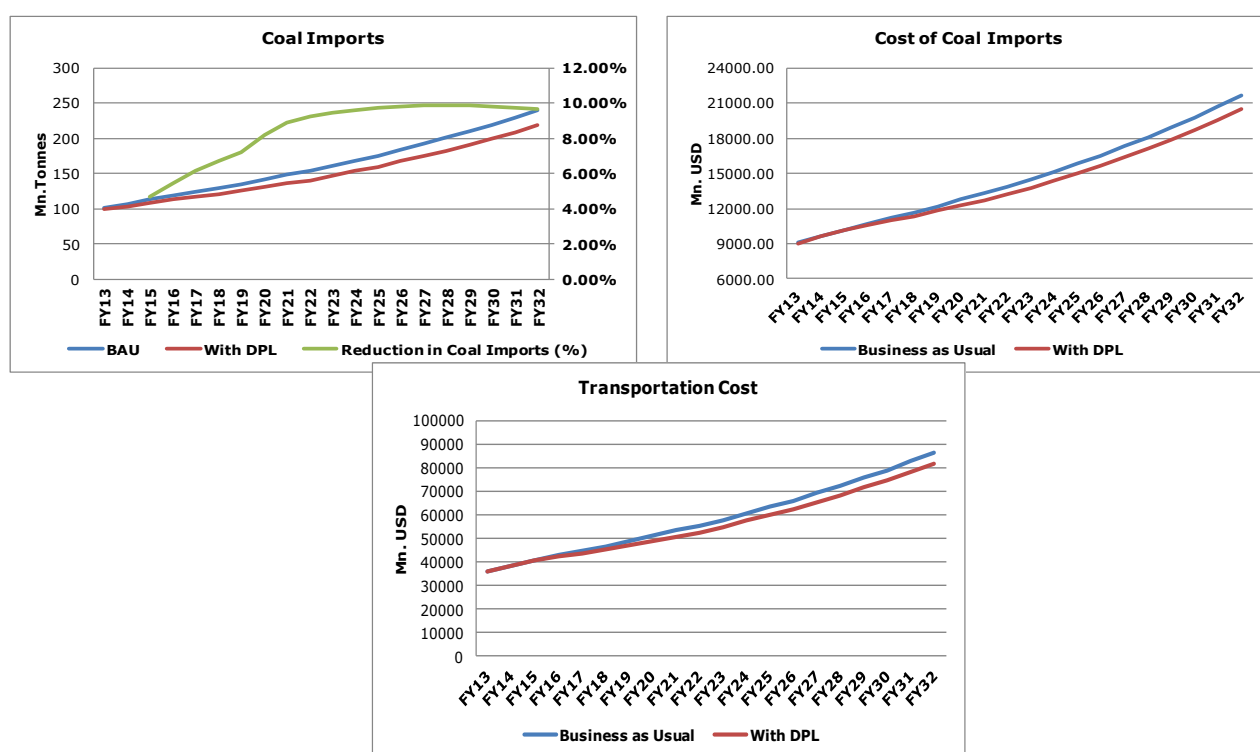 Coal Imports
Mn.Tonnes
300
250
200
150
100
50
0
12.00%
10.00%
8.00%
6.00%
4.00%
2.00%
0.00%
FY13 FY14 FY15 FY16 FY17 FY18 FY19 FY20 FY21 FY22 FY23 FY24 FY25 FY26 FY27 FY28 FY29 FY30 FY31 FY32
BAU With DPL Reduction in Coal Imports (%)
Cost of Coal Imports
Mn. USD
24000.00
21000.00
18000.00
15000.00
12000.00
9000.00
6000.00
FY13 FY14 FY15 FY16 FY17 FY18 FY19 FY20 FY21 FY22 FY23 FY24 FY25 FY26 FY27 FY28 FY29 FY30 FY31 FY32
Business as Usual With DPL
Transportation Cost
Mn. USD
100000
90000
80000
70000
60000
50000
40000
30000
20000
10000
0
FY13 FY14 FY15 FY16 FY17 FY18 FY19 FY20 FY21 FY22 FY23 FY24 FY25 FY26 FY27 FY28 FY29 FY30 FY31 FY32
Business as Usual With DPL